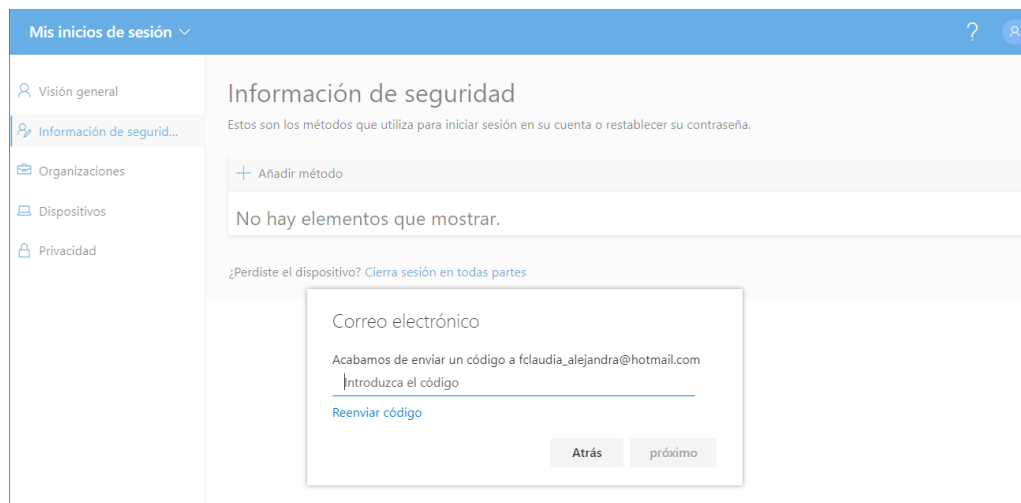 Mis inicios de sesión
?
Visión general
Información de segurid...
Organizaciones
Dispositivos
Privacidad
Información de seguridad
Estos son los métodos que utiliza para iniciar sesión en su cuenta o restablecer su contraseña.
+ Añadir método
No hay elementos que mostrar.
¿Perdiste el dispositivo? Cierra sesión en todas partes
Correo electrónico
Acabamos de enviar un código a fclaudia_alejandra@hotmail.com
Introduzca el código
Reenviar código
Atrás
próximo